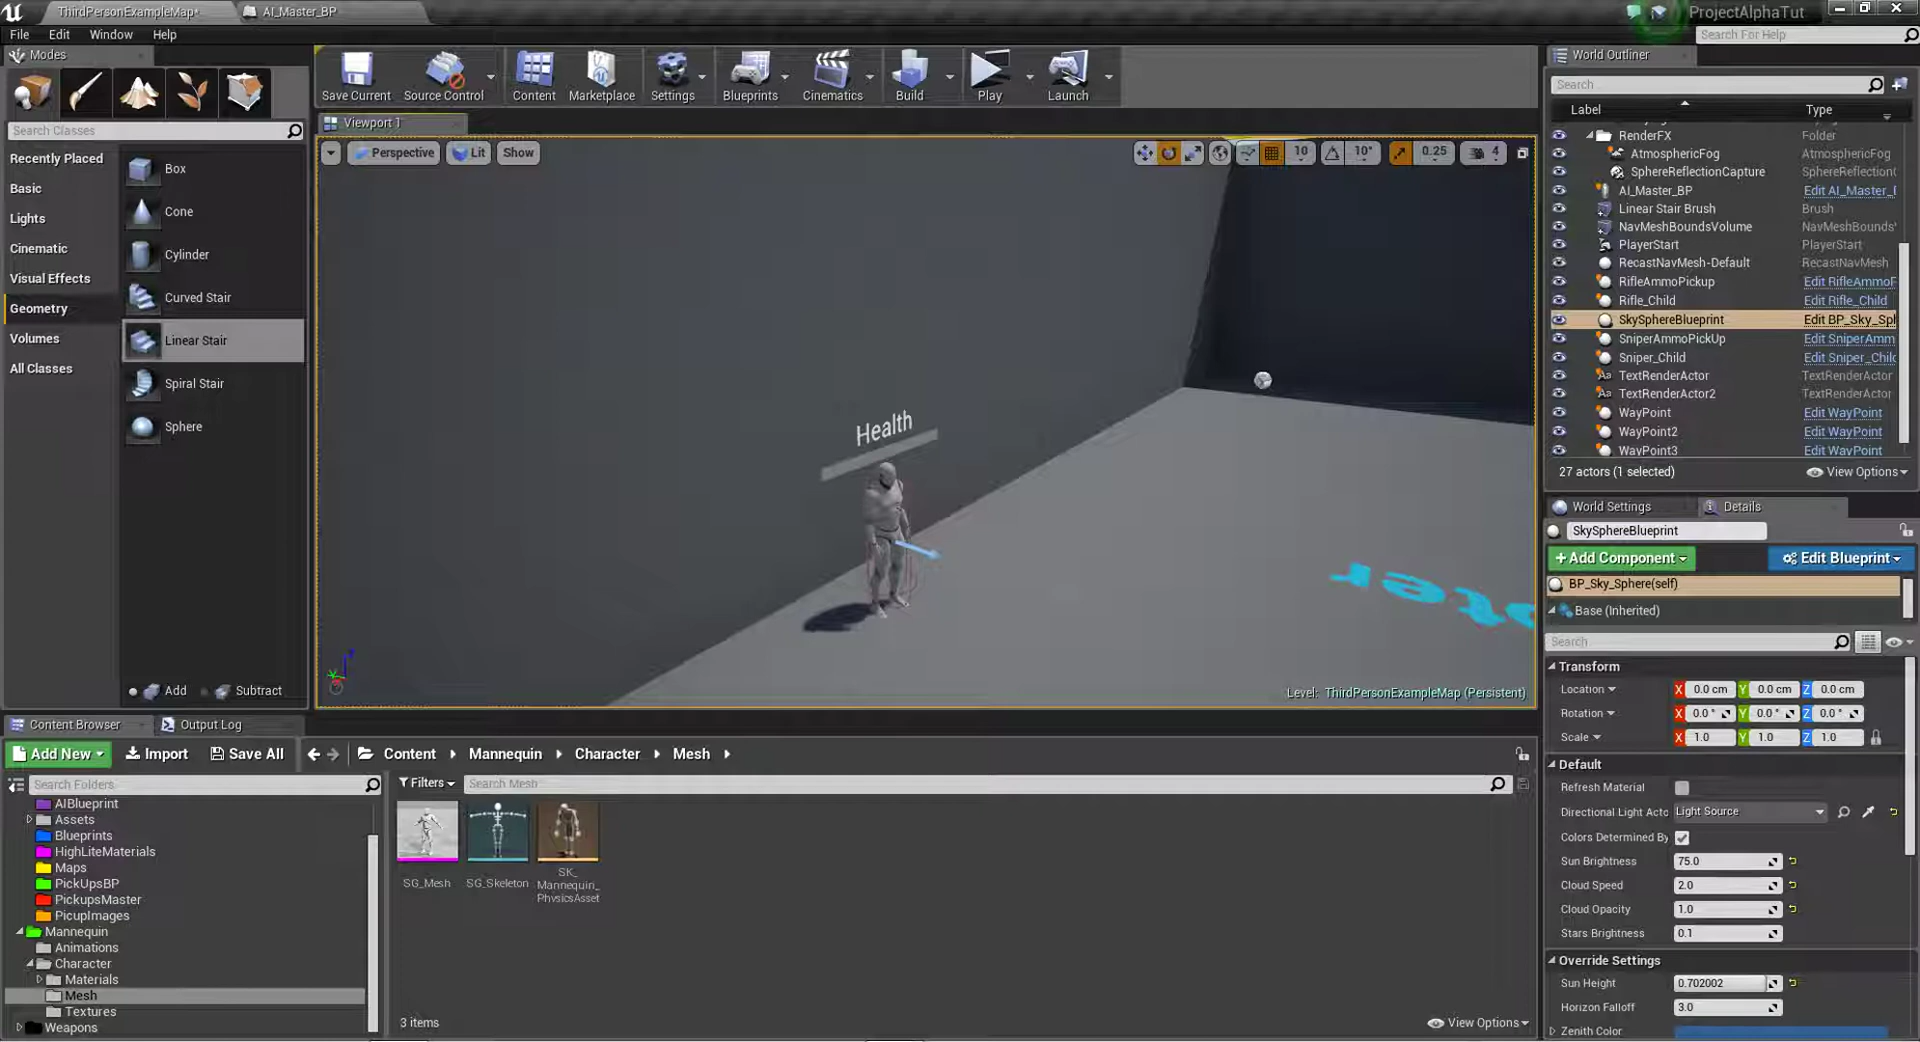 ThirdPersonExampleMap*
AI_Master_BP
ProjectAlphaTut
File Edit Window Help
Search For Help
Modes
Save Current
Source Control
Content
Marketplace
Settings
Blueprints
Cinematics
Build
Play
Launch
World Outliner
Search
Label Type
Search Classes
Recently Placed
Basic
Lights
Cinematic
Visual Effects
Geometry
Volumes
All Classes
Box
Cone
Cylinder
Curved Stair
Linear Stair
Spiral Stair
Sphere
Add
Subtract
Viewport 1
Perspective Lit Show
10 10° 0.25 4
Health
Level: ThirdPersonExampleMap (Persistent)
RenderFX Folder
AtmosphericFog AtmosphericFog
SphereReflectionCapture SphereReflection
AI_Master_BP Edit AI_Master_
Linear Stair Brush Brush
NavMeshBoundsVolume NavMeshBounds
PlayerStart PlayerStart
RecastNavMesh-Default RecastNavMesh
RifleAmmoPickup Edit RifleAmmo
Rifle_Child Edit Rifle_Child
SkySphereBlueprint Edit BP_Sky_Sp
SniperAmmoPickUp Edit SniperAmm
Sniper_Child Edit Sniper_Chil
TextRenderActor TextRenderActor
TextRenderActor2 TextRenderActor
WayPoint Edit WayPoint
WayPoint2 Edit WayPoint
WayPoint3 Edit WayPoint
27 actors (1 selected)
View Options
World Settings
Details
SkySphereBlueprint
+Add Component
Edit Blueprint
BP_Sky_Sphere(self)
Base (Inherited)
Search
Transform
Location X 0.0 cm Y 0.0 cm Z 0.0 cm
Rotation X 0.0 ° Y 0.0 ° Z 0.0 °
Scale X 1.0 Y 1.0 Z 1.0
Default
Refresh Material
Directional Light Acto Light Source
Colors Determined By
Sun Brightness 75.0
Cloud Speed 2.0
Cloud Opacity 1.0
Stars Brightness 0.1
Override Settings
Sun Height 0.702002
Horizon Falloff 3.0
Zenith Color
Content Browser
Output Log
Add New
Import
Save All
Content
Mannequin
Character
Mesh
Search Folders
Filters
Search Mesh
AIBlueprint
Assets
Blueprints
HighLiteMaterials
Maps
PickUpsBP
PickupsMaster
PicupImages
Mannequin
Animations
Character
Materials
Mesh
Textures
Weapons
SG_Mesh
SG_Skeleton
SK_
Mannequin_
PhysicsAsset
3 items
View Options